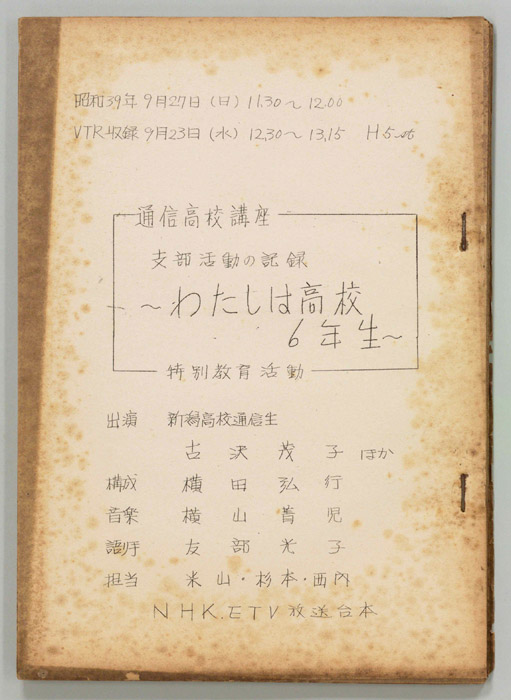 昭和39年9月27日(日)11.30～12.00
VTR収録9月23日(水)12.30～13.15 H5-st
通信高校講座
支部活動の記録
～わたしは高校
6年生～
特別教育活動
出演 新潟高校通信生
古沢茂子ほか
構成 横田弘行
音楽 横山菁児
語り手 友部光子
担当 米山・杉本・西内
NHK.ETV放送台本